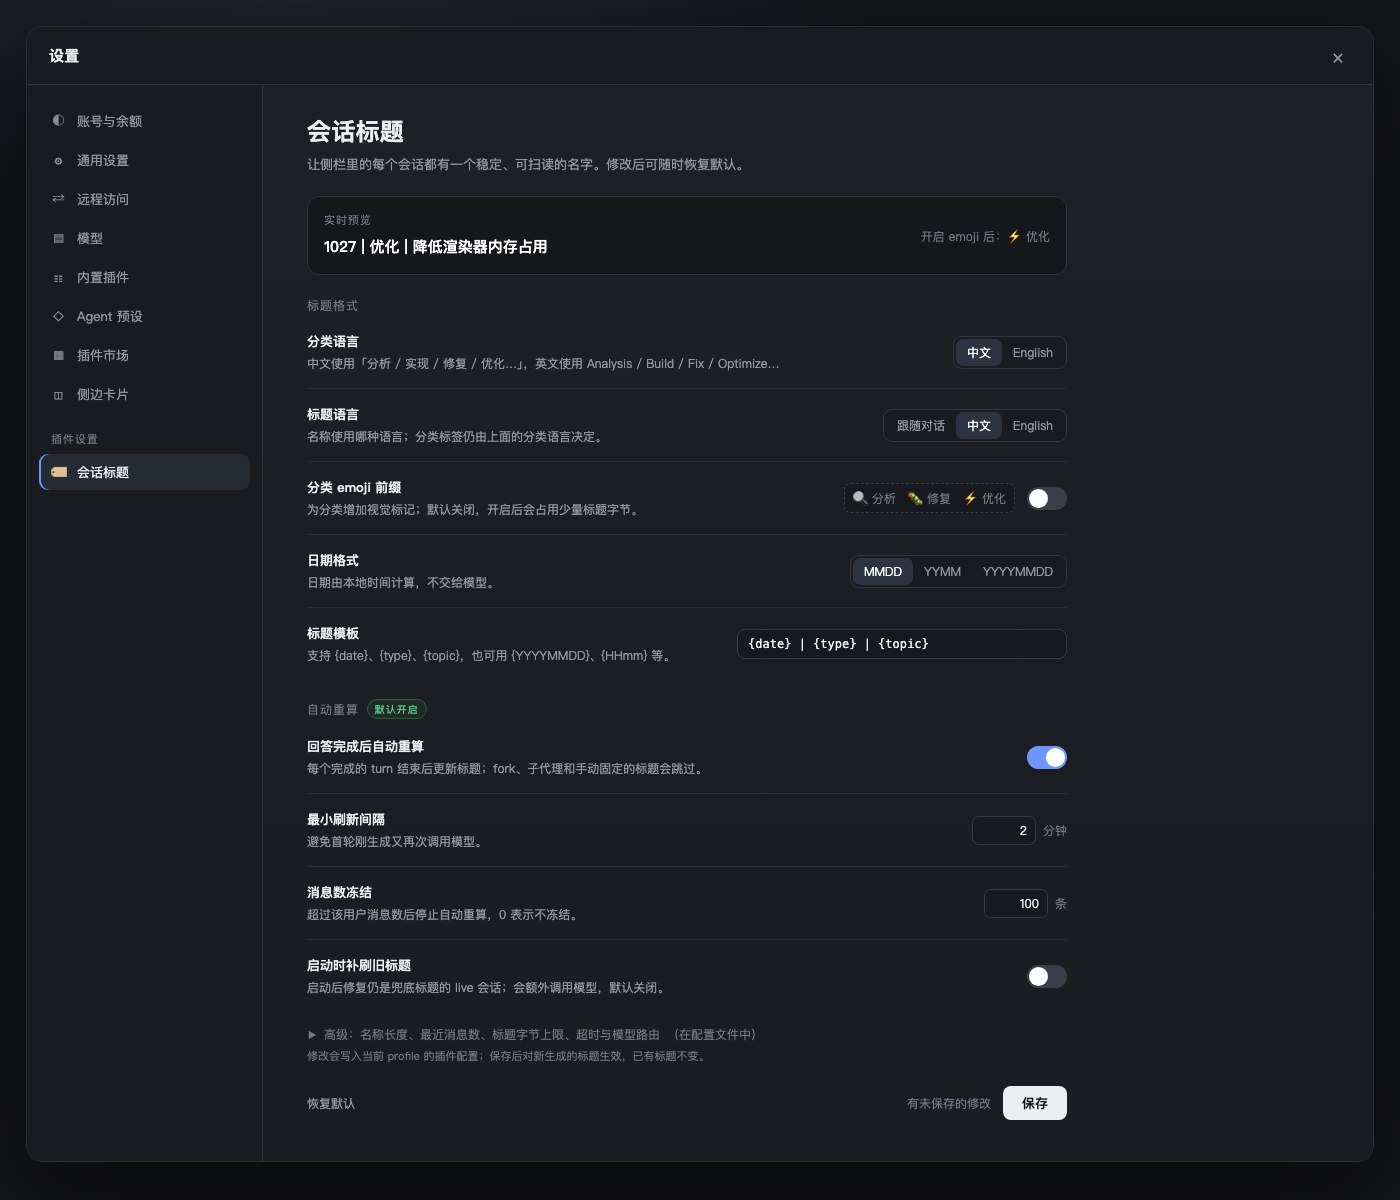 设置
×
账号与余额
通用设置
远程访问
模型
内置插件
Agent 预设
插件市场
侧边卡片
插件设置
会话标题
会话标题
让侧栏里的每个会话都有一个稳定、可扫读的名字。修改后可随时恢复默认。
实时预览
1027 | 优化 | 降低渲染器内存占用
开启 emoji 后：⚡ 优化
标题格式
分类语言
中文使用「分析 / 实现 / 修复 / 优化…」，英文使用 Analysis / Build / Fix / Optimize…
中文 English
标题语言
名称使用哪种语言；分类标签仍由上面的分类语言决定。
跟随对话 中文 English
分类 emoji 前缀
为分类增加视觉标记；默认关闭，开启后会占用少量标题字节。
🔍 分析 🐛 修复 ⚡ 优化
日期格式
日期由本地时间计算，不交给模型。
MMDD YYMM YYYYMMDD
标题模板
支持 {date}、{type}、{topic}，也可用 {YYYYMMDD}、{HHmm} 等。
{date} | {type} | {topic}
自动重算 默认开启
回答完成后自动重算
每个完成的 turn 结束后更新标题；fork、子代理和手动固定的标题会跳过。
最小刷新间隔
避免首轮刚生成又再次调用模型。
2 分钟
消息数冻结
超过该用户消息数后停止自动重算，0 表示不冻结。
100 条
启动时补刷旧标题
启动后修复仍是兜底标题的 live 会话；会额外调用模型，默认关闭。
▶ 高级：名称长度、最近消息数、标题字节上限、超时与模型路由 （在配置文件中）
修改会写入当前 profile 的插件配置；保存后对新生成的标题生效，已有标题不变。
恢复默认
有未保存的修改 保存